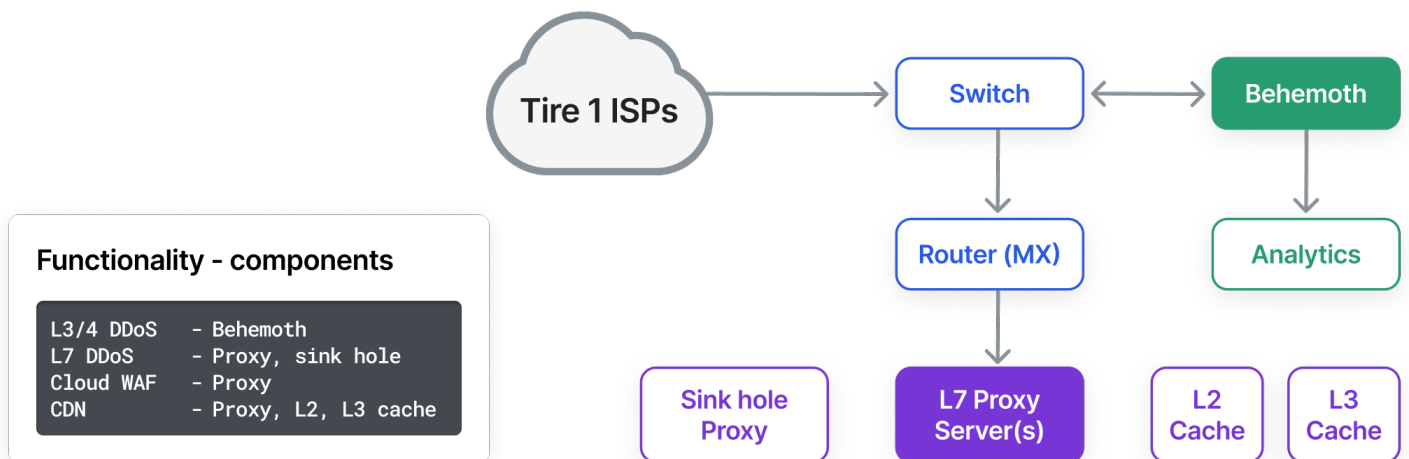 Tire 1 ISPs
Switch
Behemoth
Router (MX)
Analytics
Functionality - components
L3/4 DDoS - Behemoth
L7 DDoS - Proxy, sink hole
Cloud WAF - Proxy
CDN - Proxy, L2, L3 cache
Sink hole
Proxy
L7 Proxy
Server(s)
L2
Cache
L3
Cache